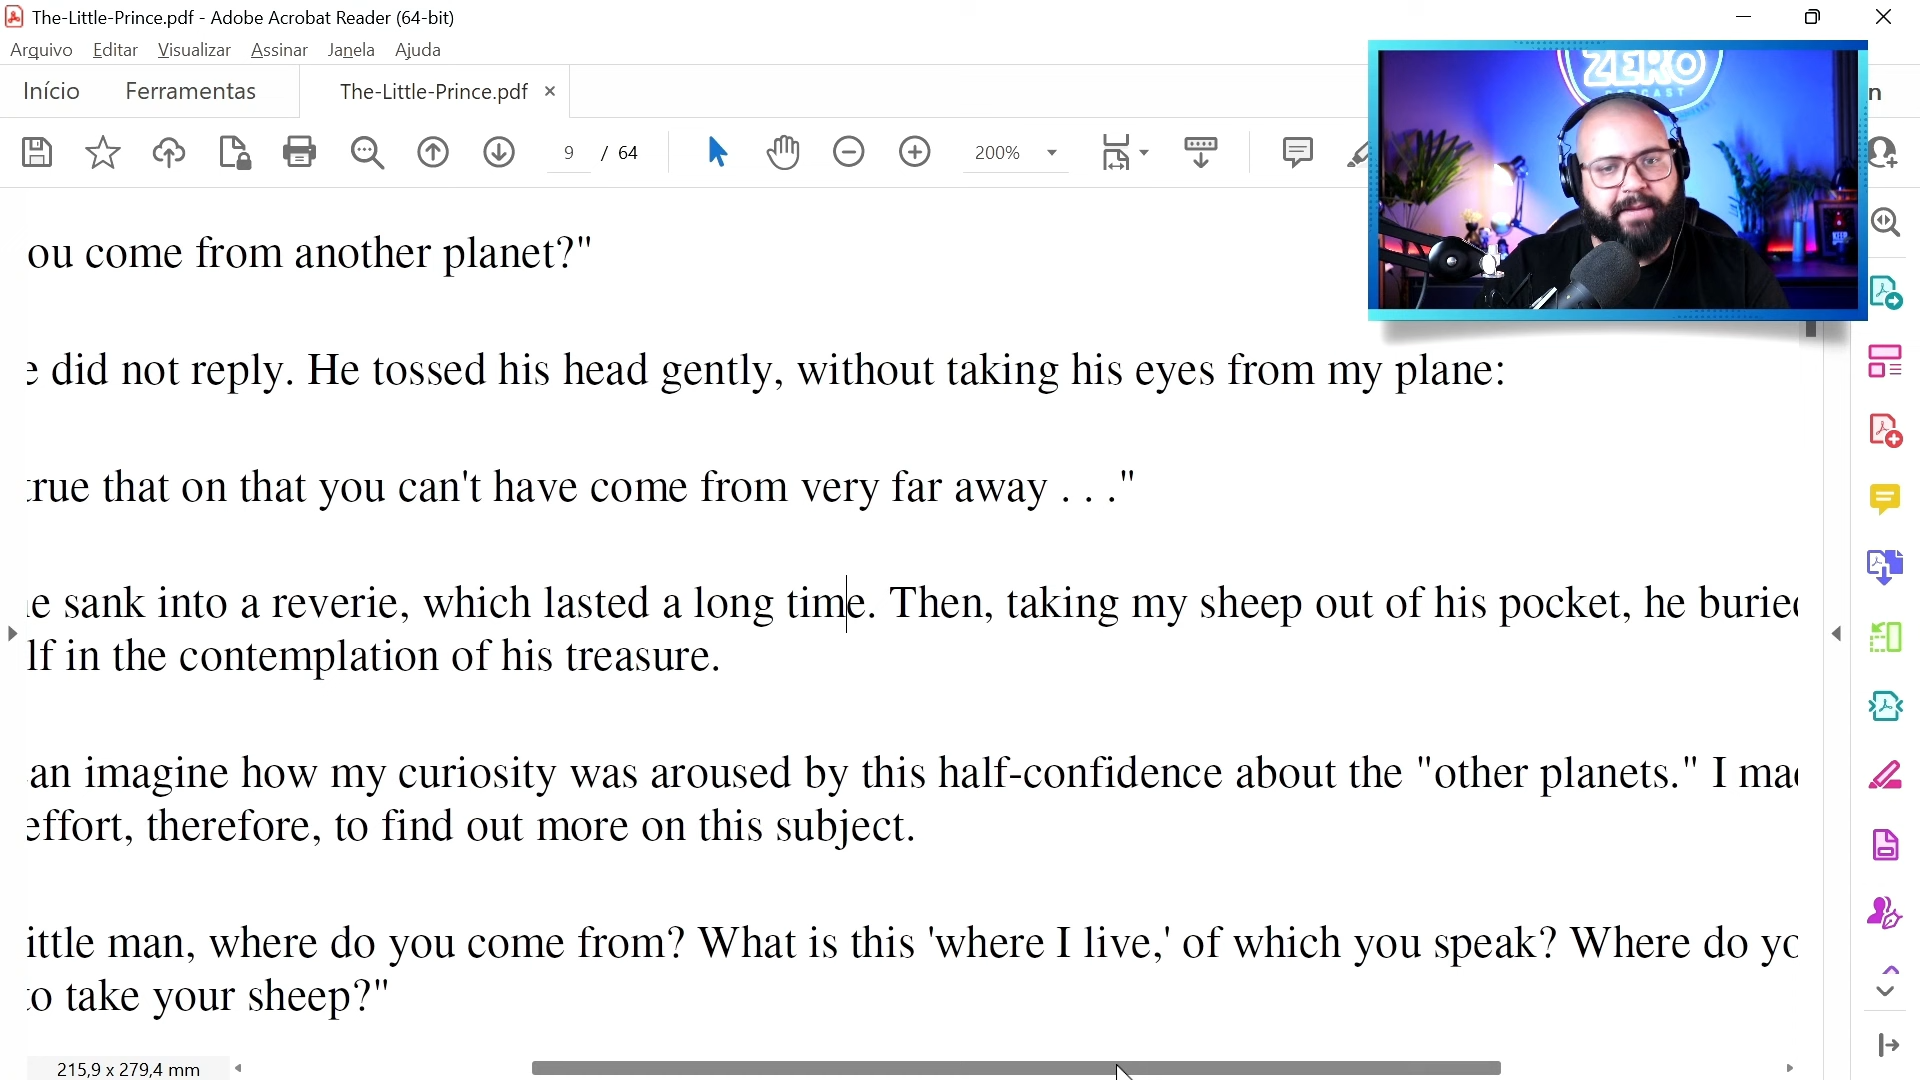 The-Little-Prince.pdf - Adobe Acrobat Reader (64-bit)
Arquivo Editar Visualizar Assinar Janela Ajuda
Início Ferramentas The-Little-Prince.pdf
n
9 / 64 200%
ZERO
PODCAST
ou come from another planet?"
e did not reply. He tossed his head gently, without taking his eyes from my plane:
true that on that you can't have come from very far away . . ."
e sank into a reverie, which lasted a long time. Then, taking my sheep out of his pocket, he buried
lf in the contemplation of his treasure.
an imagine how my curiosity was aroused by this half-confidence about the "other planets." I mad
effort, therefore, to find out more on this subject.
ittle man, where do you come from? What is this 'where I live,' of which you speak? Where do yo
to take your sheep?"
215,9 x 279,4 mm